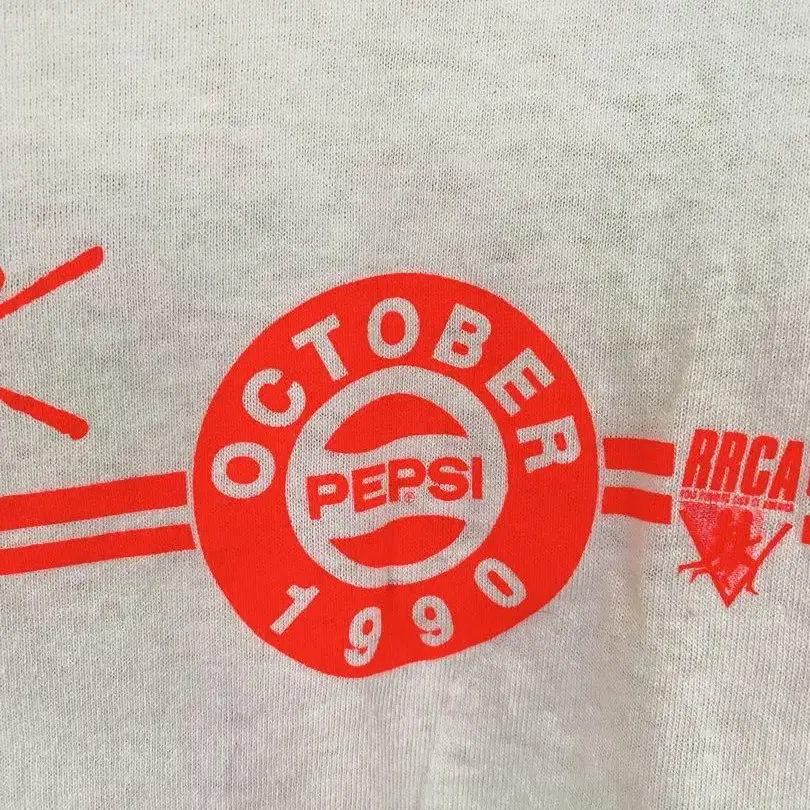 OCTOBER
PEPSI
®
1990
RRCA